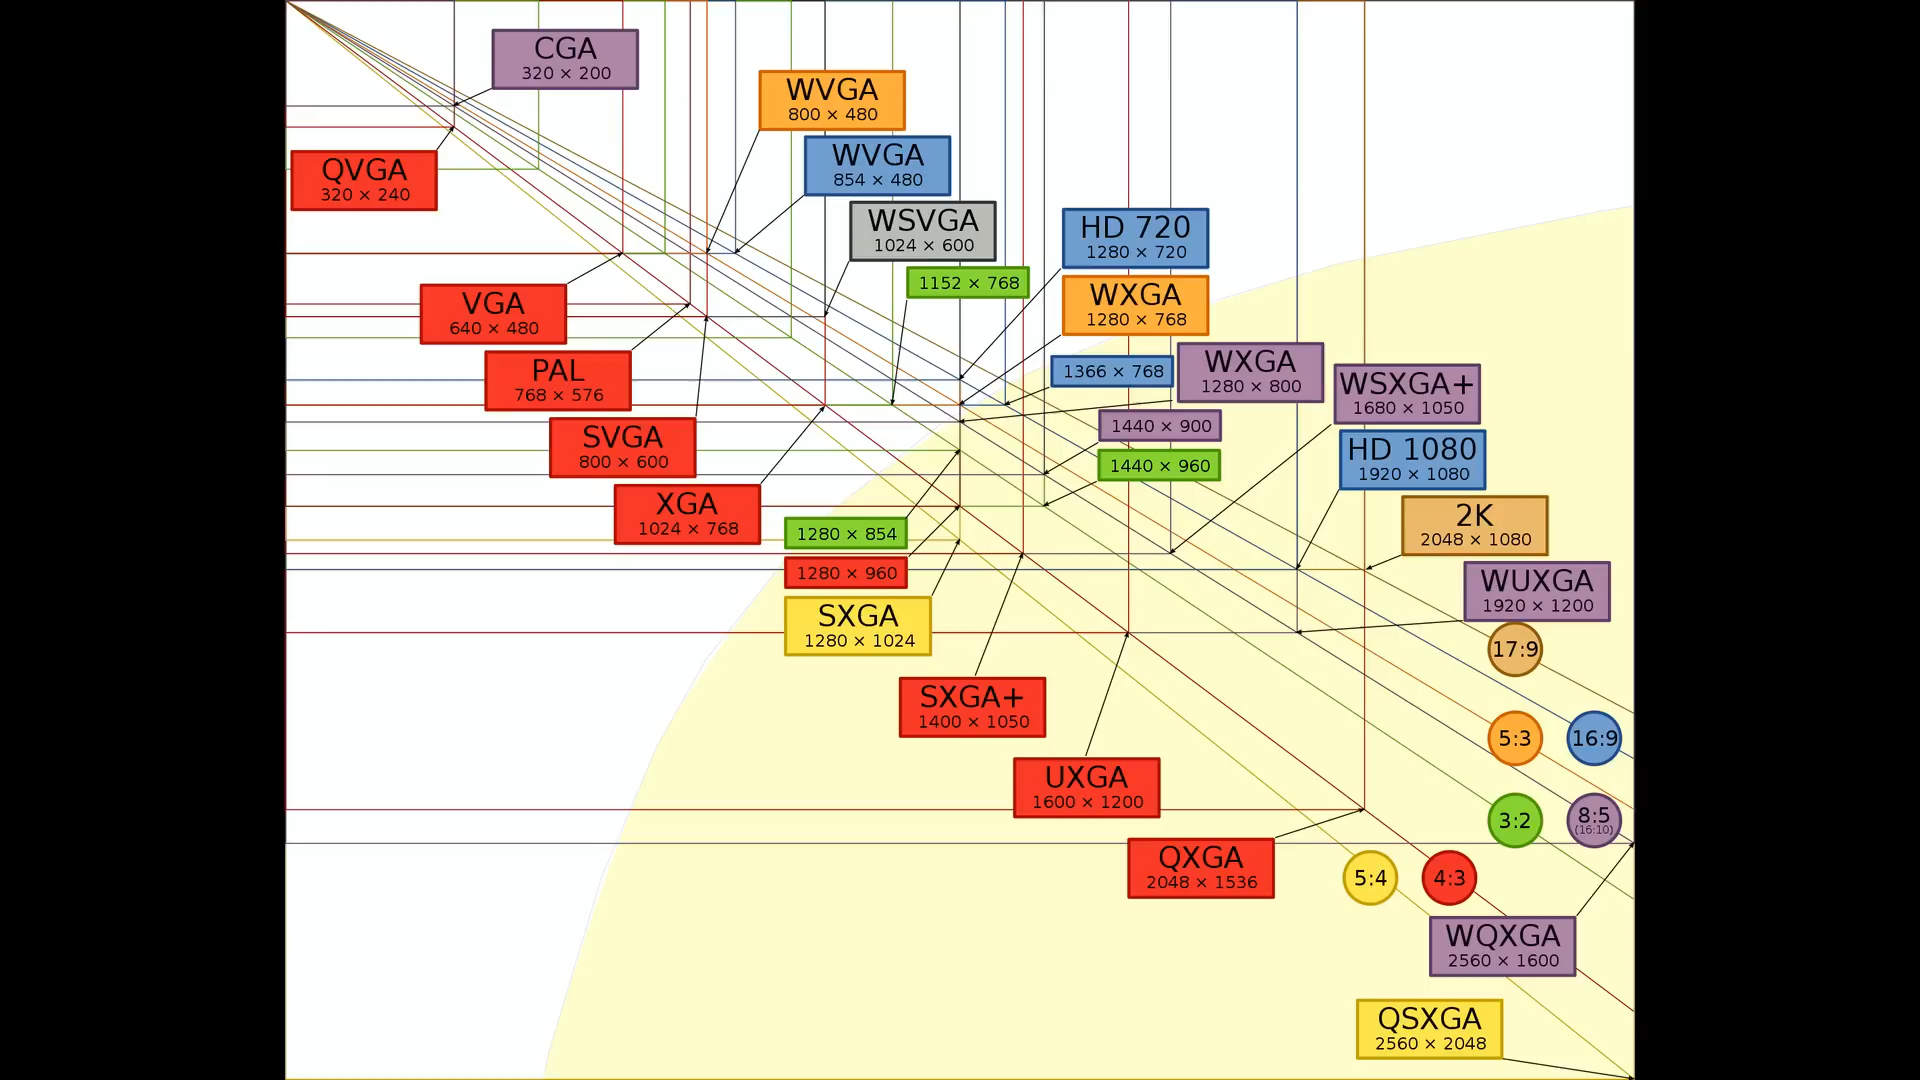 CGA
320 × 200
WVGA
800 × 480
WVGA
854 × 480
QVGA
320 × 240
WSVGA
1024 × 600
HD 720
1280 × 720
1152 × 768
WXGA
1280 × 768
VGA
640 × 480
PAL
768 × 576
1366 × 768
WXGA
1280 × 800
WSXGA+
1680 × 1050
1440 × 900
SVGA
800 × 600
HD 1080
1920 × 1080
1440 × 960
XGA
1024 × 768
2K
2048 × 1080
1280 × 854
1280 × 960
WUXGA
1920 × 1200
SXGA
1280 × 1024
17:9
SXGA+
1400 × 1050
5:3
16:9
UXGA
1600 × 1200
3:2
8:5
(16:10)
QXGA
2048 × 1536
5:4
4:3
WQXGA
2560 × 1600
QSXGA
2560 × 2048